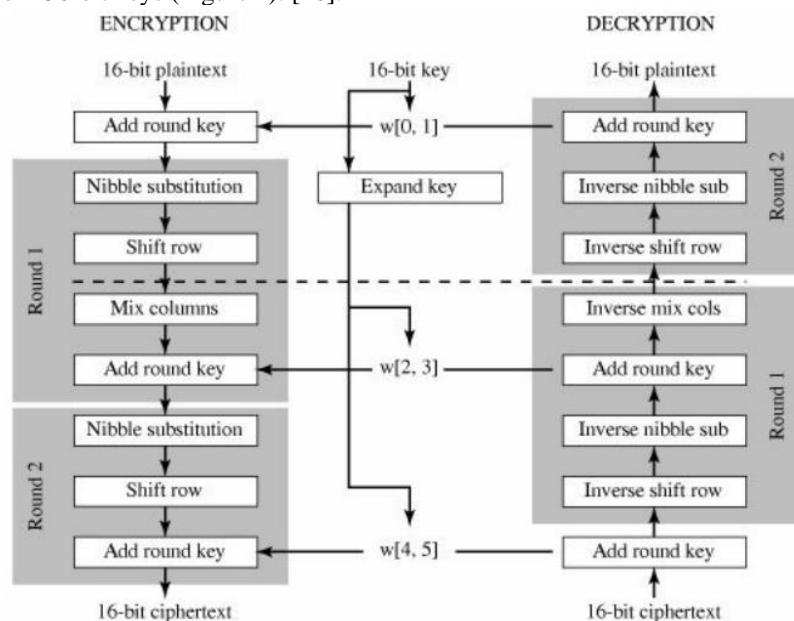 ENCRYPTION
DECRYPTION
16-bit plaintext
16-bit key
16-bit plaintext
Add round key
w[0, 1]
Add round key
Nibble substitution
Expand key
Inverse nibble sub
Shift row
Inverse shift row
Round 1
Round 2
Mix columns
Inverse mix cols
Add round key
w[2, 3]
Add round key
Nibble substitution
Inverse nibble sub
Round 2
Round 1
Shift row
Inverse shift row
Add round key
w[4, 5]
Add round key
16-bit ciphertext
16-bit ciphertext